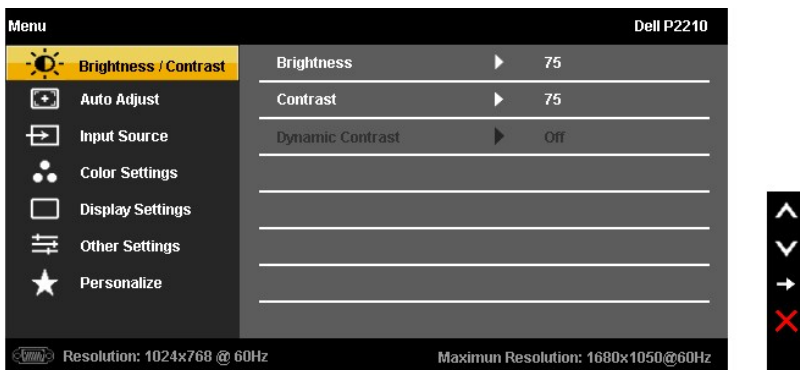 Menu Dell P2210
Brightness / Contrast Brightness 75
Auto Adjust Contrast 75
Input Source Dynamic Contrast Off
Color Settings
Display Settings
Other Settings
Personalize
Resolution: 1024x768 @ 60Hz Maximun Resolution: 1680x1050@60Hz